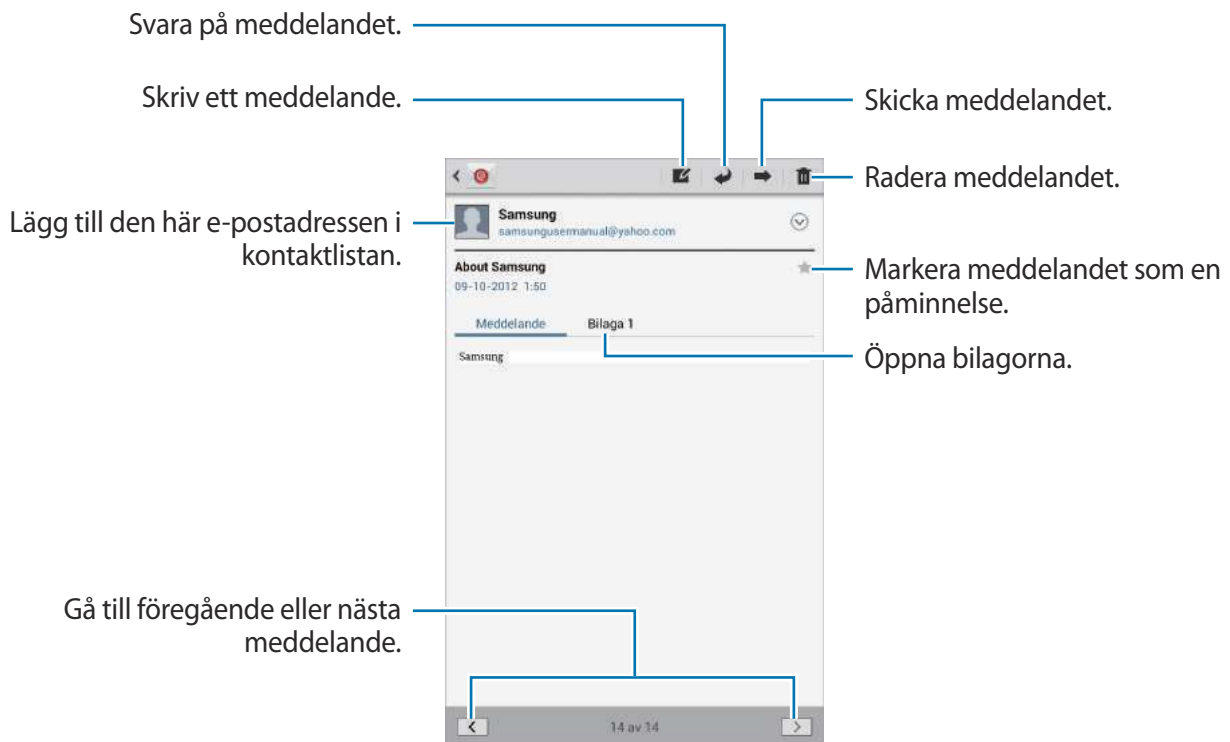 Svara på meddelandet.
Skriv ett meddelande.
Skicka meddelandet.
Radera meddelandet.
Lägg till den här e-postadressen i
kontaktlistan.
Samsung
samsungusermanual@yahoo.com
About Samsung
09-10-2012 1:50
Markera meddelandet som en
påminnelse.
Meddelande Bilaga 1
Öppna bilagorna.
Samsung
Gå till föregående eller nästa
meddelande.
14 av 14